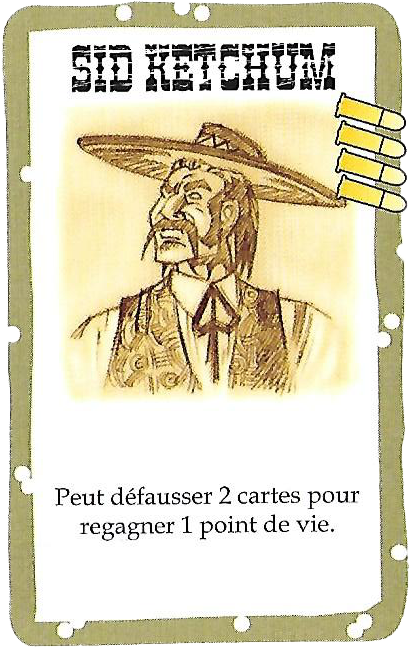 SID KETCHUM
Peut défausser 2 cartes pour
regagner 1 point de vie.